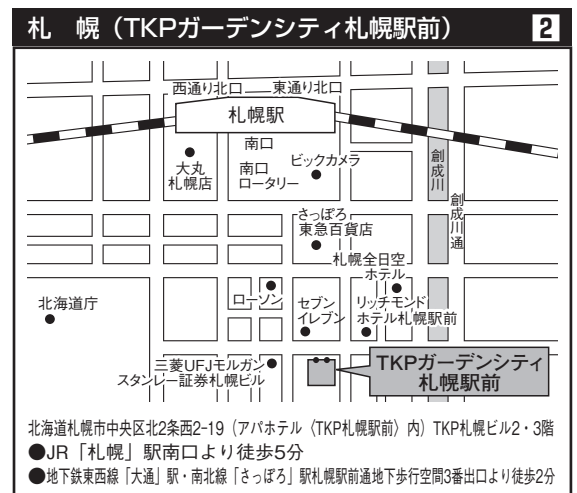 札　幌（TKPガーデンシティ札幌駅前）　2
西通り北口
東通り北口
札幌駅
南口
大丸
札幌店
南口
ロータリー
ビックカメラ
創成川
創成川通
さっぽろ
東急百貨店
札幌全日空
ホテル
北海道庁
ローソン
セブン
イレブン
リッチモンド
ホテル札幌駅前
三菱UFJモルガン
スタンレー証券札幌ビル
TKPガーデンシティ
札幌駅前
北海道札幌市中央区北2条西2-19（アパホテル〈TKP札幌駅前〉内）TKP札幌ビル2・3階
●JR「札幌」駅南口より徒歩5分
●地下鉄東西線「大通」駅・南北線「さっぽろ」駅札幌駅前通地下歩行空間3番出口より徒歩2分